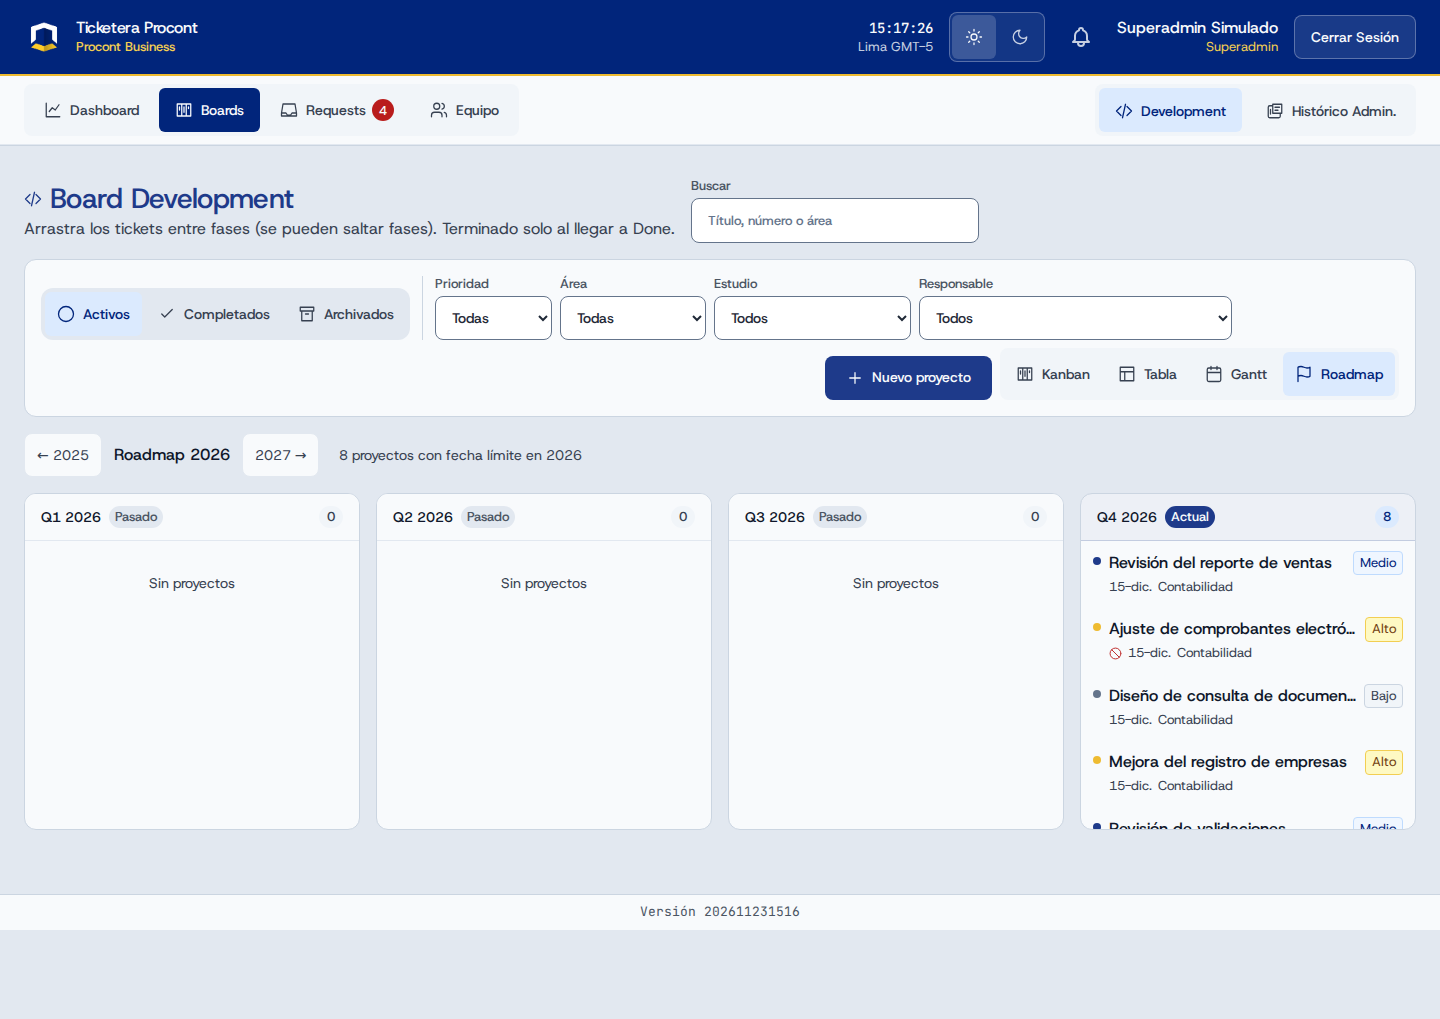 Ticketera Procont
Procont Business
15:17:26
Lima GMT-5
Superadmin Simulado
Superadmin
Cerrar Sesión
Dashboard
Boards
Requests 4
Equipo
Development
Histórico Admin.
Board Development
Arrastra los tickets entre fases (se pueden saltar fases). Terminado solo al llegar a Done.
Buscar
Título, número o área
Activos
Completados
Archivados
Prioridad
Todas
Área
Todas
Estudio
Todos
Responsable
Todos
Nuevo proyecto
Kanban
Tabla
Gantt
Roadmap
← 2025
Roadmap 2026
2027 →
8 proyectos con fecha límite en 2026
Q1 2026 Pasado 0
Sin proyectos
Q2 2026 Pasado 0
Sin proyectos
Q3 2026 Pasado 0
Sin proyectos
Q4 2026 Actual 8
Revisión del reporte de ventas Medio
15-dic. Contabilidad
Ajuste de comprobantes electró... Alto
15-dic. Contabilidad
Diseño de consulta de documen... Bajo
15-dic. Contabilidad
Mejora del registro de empresas Alto
15-dic. Contabilidad
Revisión de validaciones Medio
Versión 202611231516